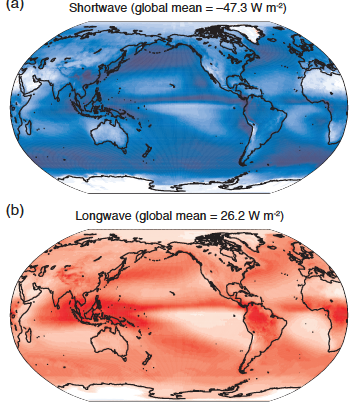 (a)
Shortwave (global mean = –47.3 W m⁻²)
(b)
Longwave (global mean = 26.2 W m⁻²)